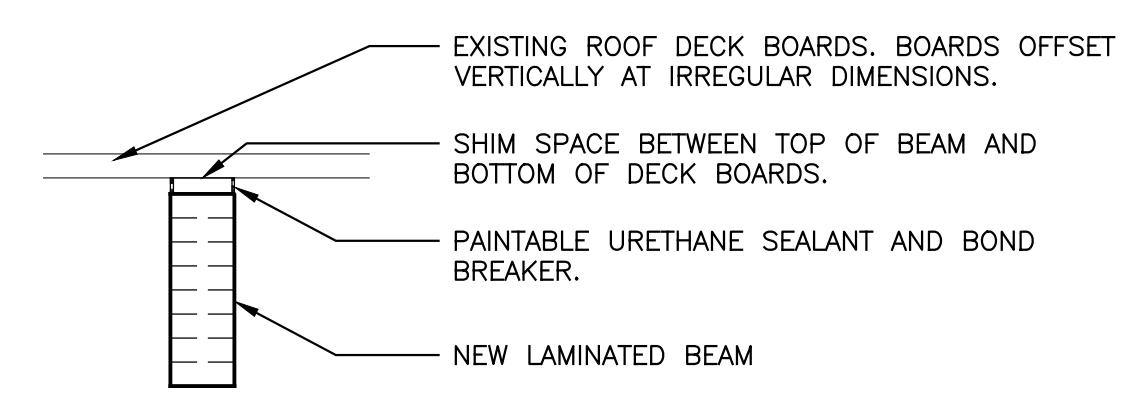 EXISTING ROOF DECK BOARDS. BOARDS OFFSET
VERTICALLY AT IRREGULAR DIMENSIONS.
SHIM SPACE BETWEEN TOP OF BEAM AND
BOTTOM OF DECK BOARDS.
PAINTABLE URETHANE SEALANT AND BOND
BREAKER.
NEW LAMINATED BEAM